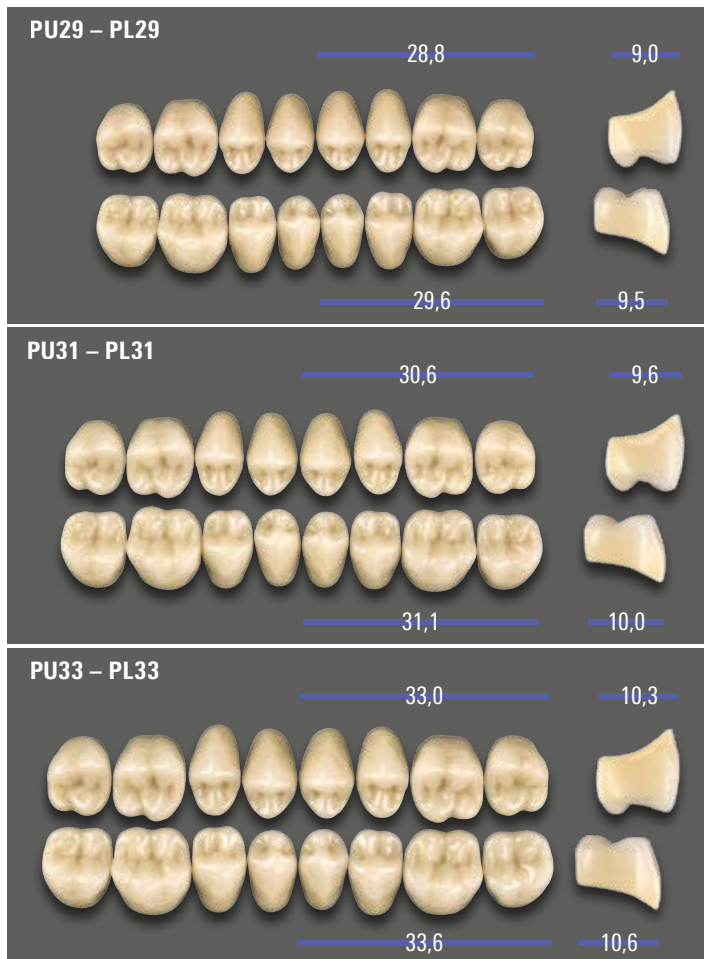 PU29 – PL29
28,8 9,0
29,6 9,5
PU31 – PL31
30,6 9,6
31,1 10,0
PU33 – PL33
33,0 10,3
33,6 10,6